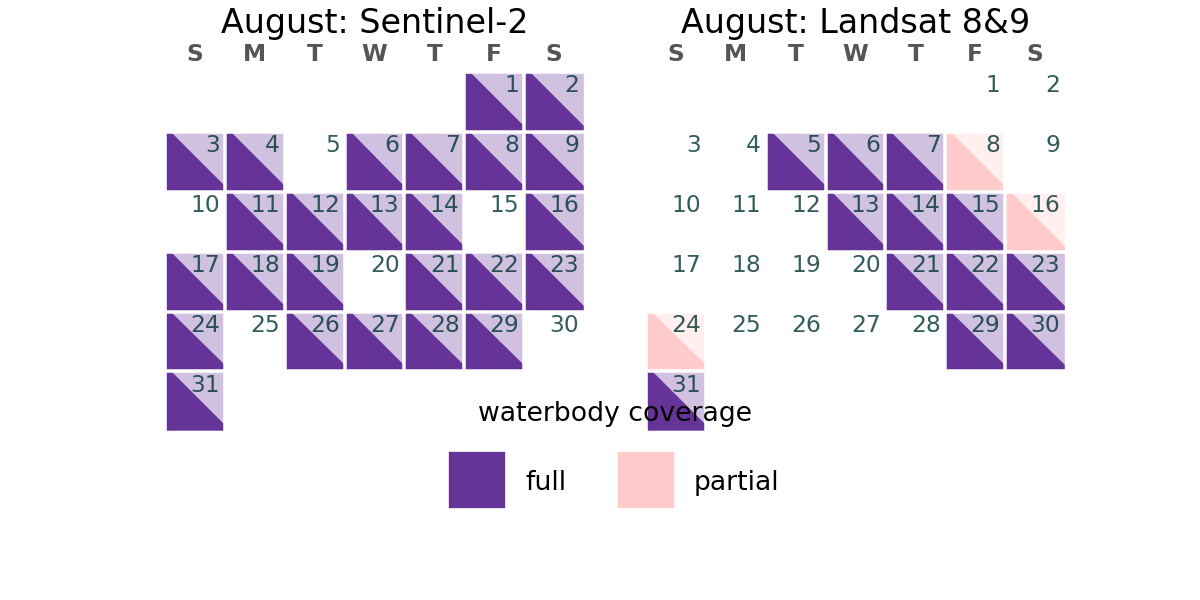 August: Sentinel-2
S M T W T F S
1 2
3 4 5 6 7 8 9
10 11 12 13 14 15 16
17 18 19 20 21 22 23
24 25 26 27 28 29 30
31
August: Landsat 8&9
S M T W T F S
1 2
3 4 5 6 7 8 9
10 11 12 13 14 15 16
17 18 19 20 21 22 23
24 25 26 27 28 29 30
31
waterbody coverage
full partial